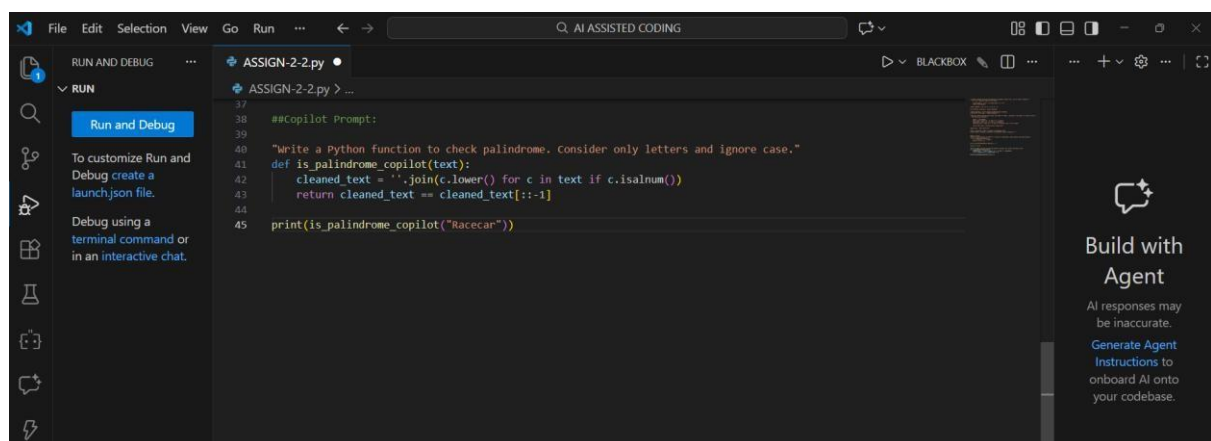 File Edit Selection View Go Run ... AI ASSISTED CODING
RUN AND DEBUG ...
RUN
Run and Debug
To customize Run and
Debug create a
launch.json file.
Debug using a
terminal command or
in an interactive chat.
1
ASSIGN-2-2.py
BLACKBOX
ASSIGN-2-2.py > ...
37
38 ##Copilot Prompt:
39
40 "Write a Python function to check palindrome. Consider only letters and ignore case."
41 def is_palindrome_copilot(text):
42 cleaned_text = ''.join(c.lower() for c in text if c.isalnum())
43 return cleaned_text == cleaned_text[::-1]
44
45 print(is_palindrome_copilot("Racecar"))
Build with
Agent
AI responses may
be inaccurate.
Generate Agent
Instructions to
onboard AI onto
your codebase.